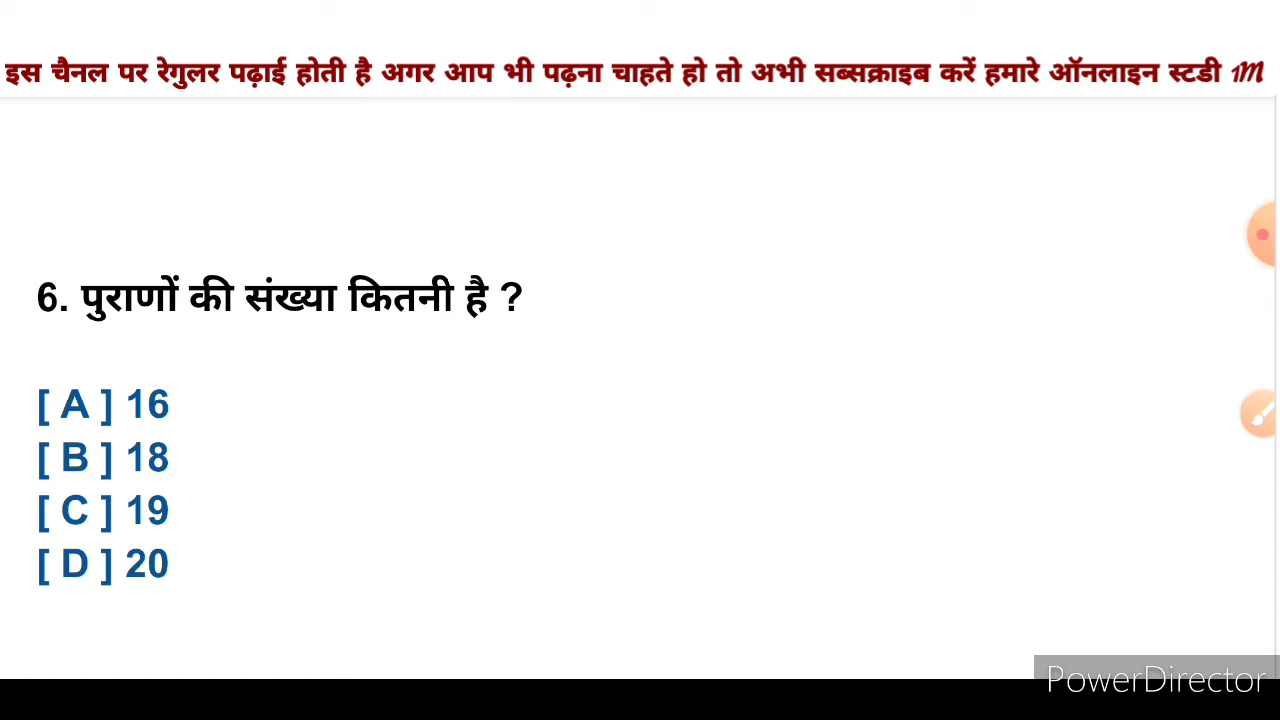 इस चैनल पर रेगुलर पढ़ाई होती है अगर आप भी पढ़ना चाहते हो तो अभी सब्सक्राइब करें हमारे ऑनलाइन स्टडी 1M
6. पुराणों की संख्या कितनी है ?
[ A ] 16
[ B ] 18
[ C ] 19
[ D ] 20
PowerDirector